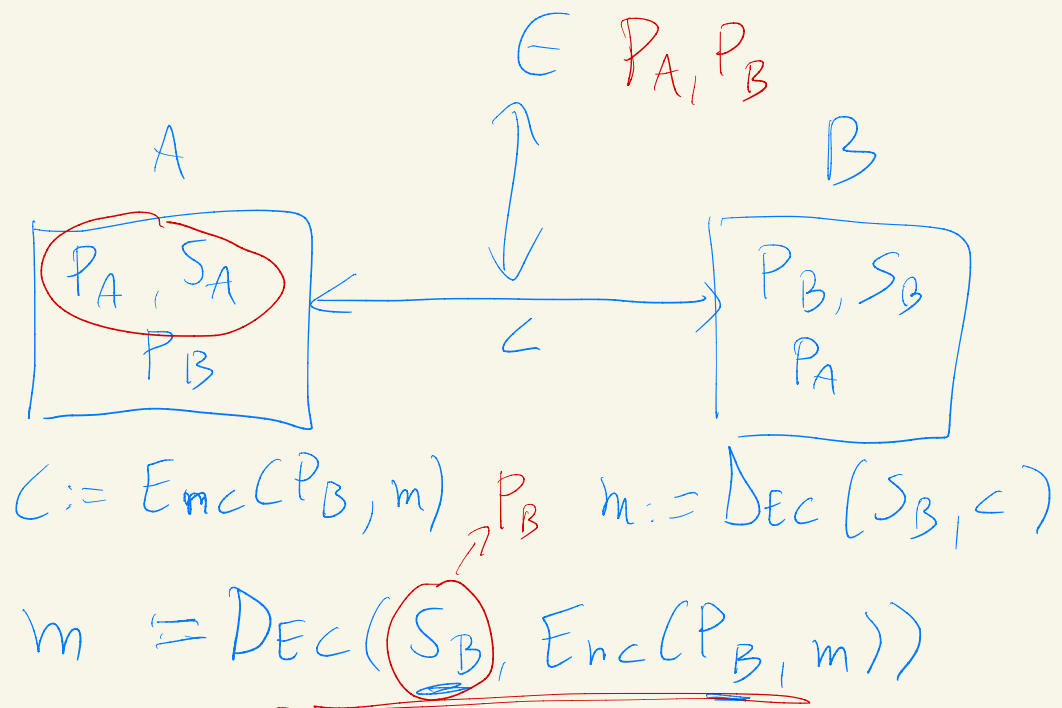 E P_A, P_B
A B
P_A, S_A
P_B
P_B, S_B
P_A
C
C := Enc(P_B, m)
P_B
m := DEC(S_B, c)
m = DEC(S_B, Enc(P_B, m))